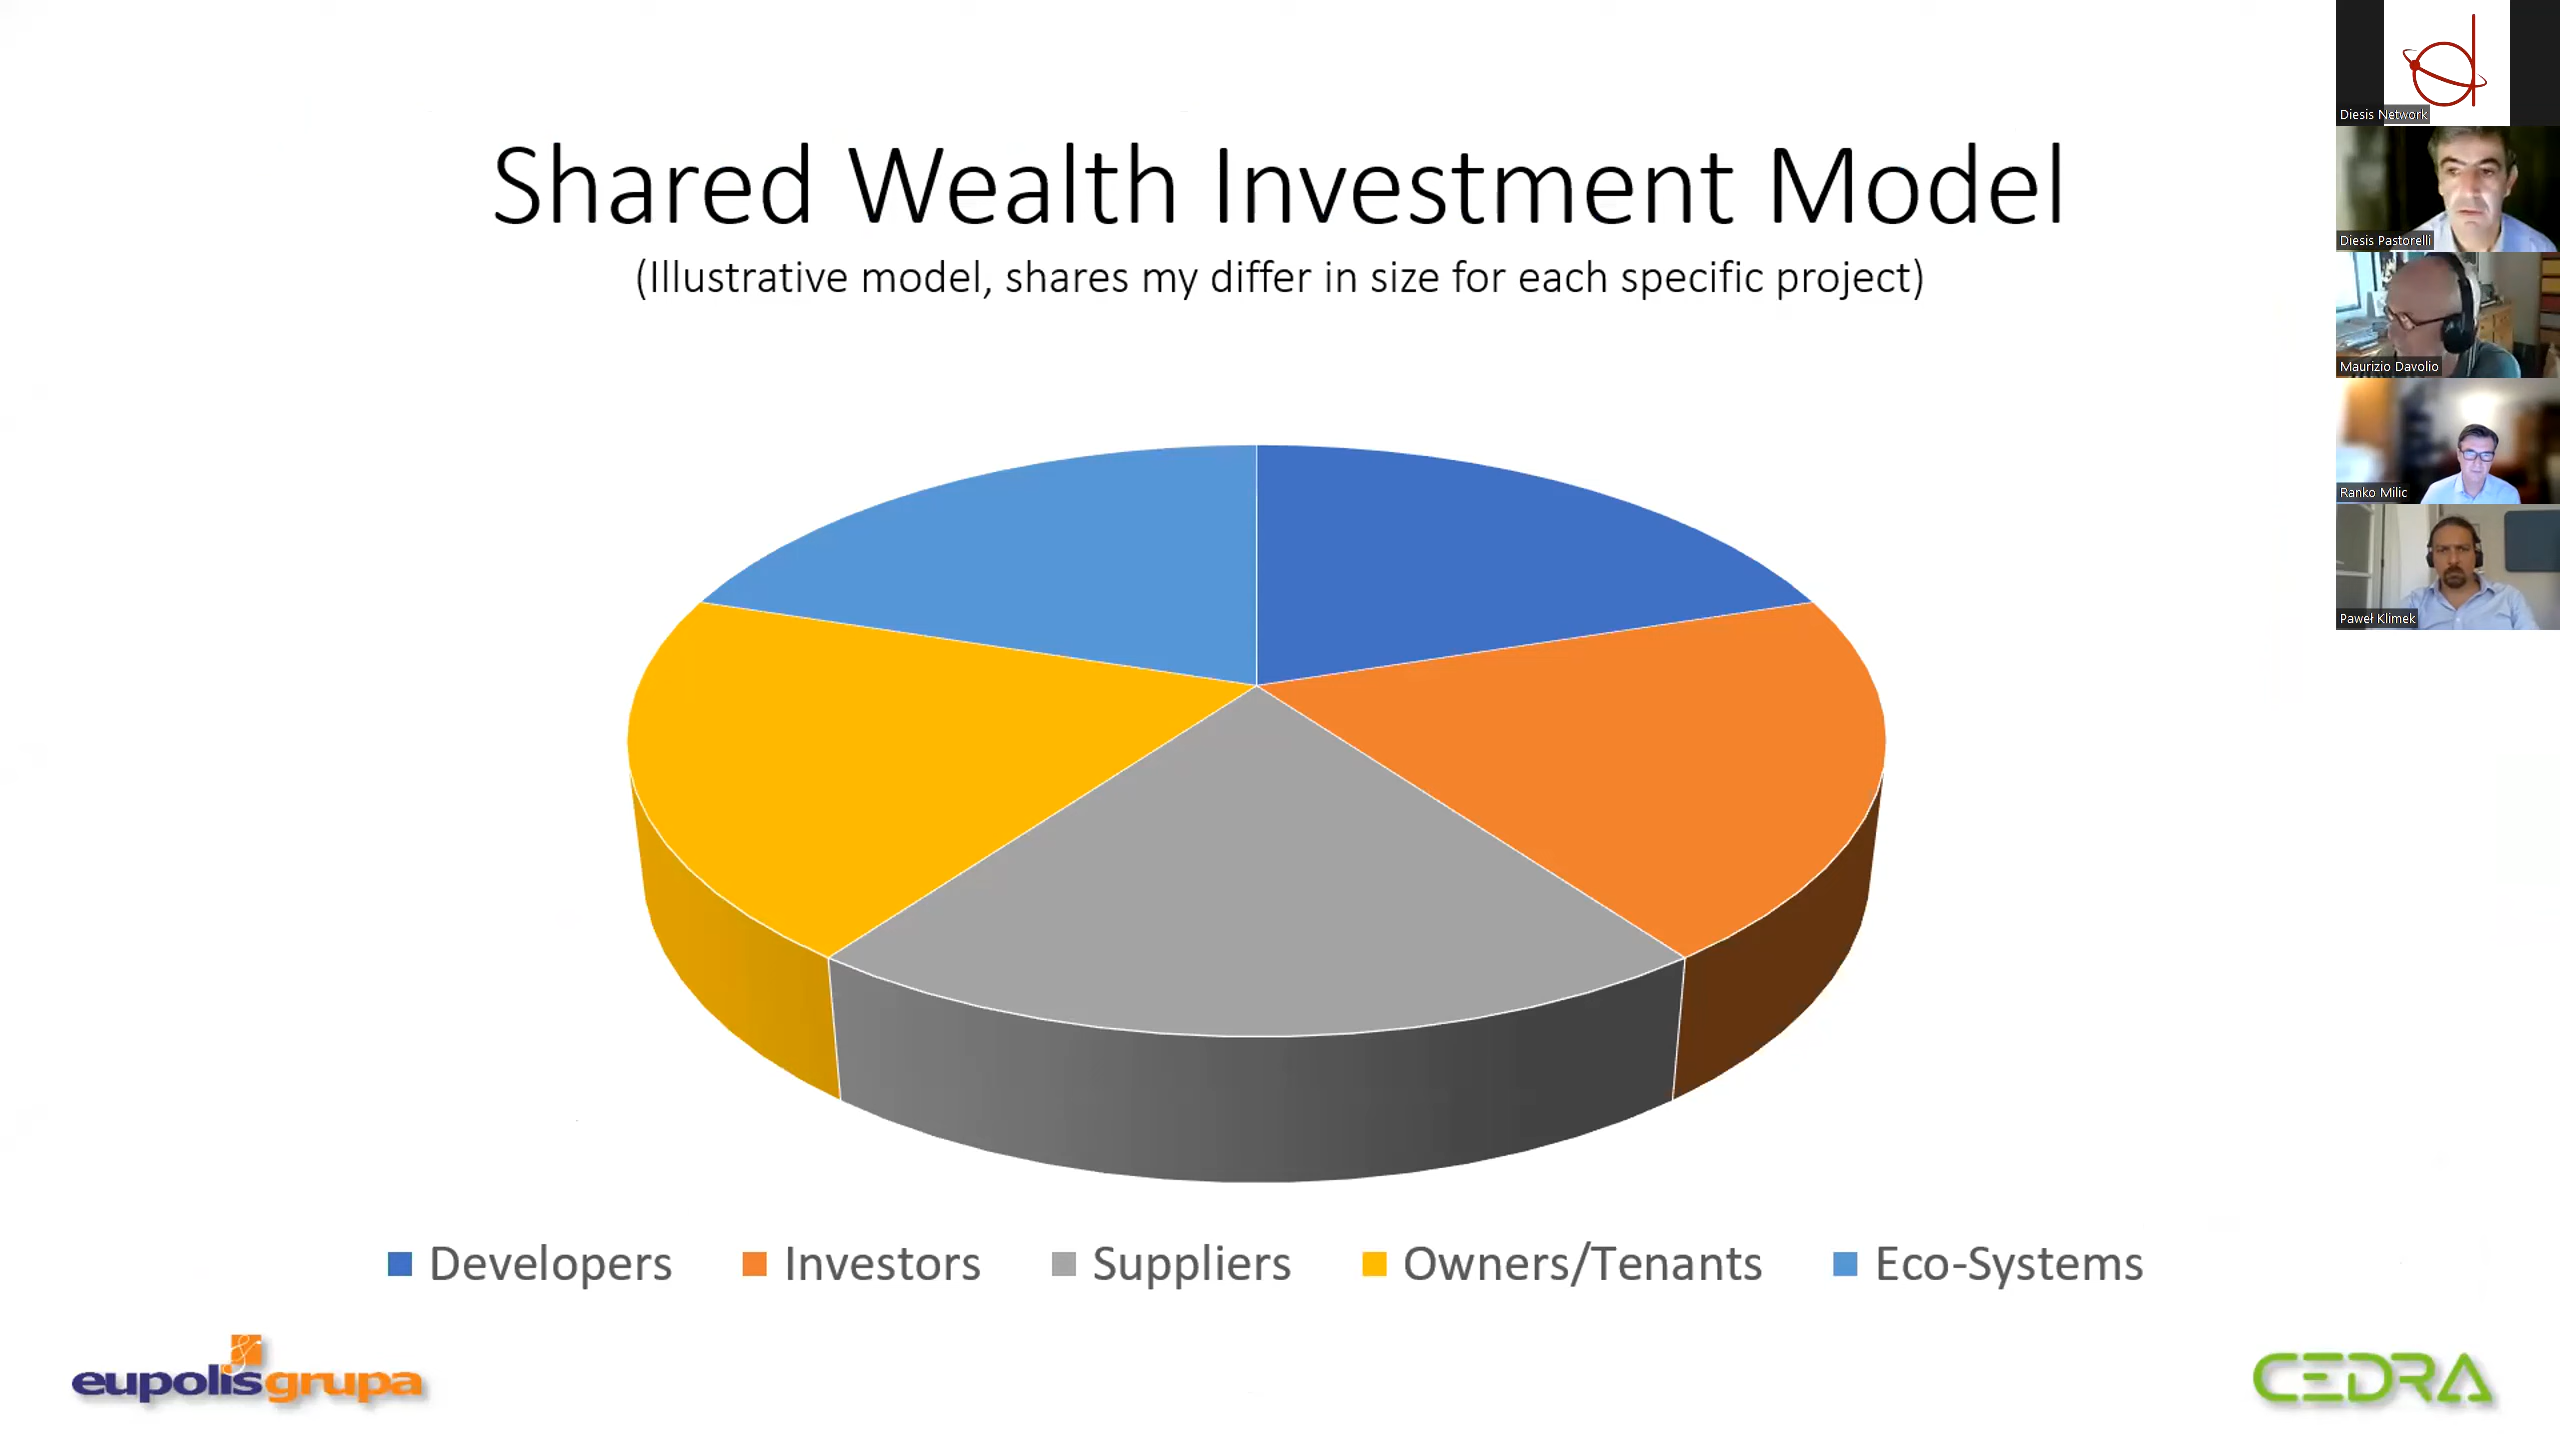 Shared Wealth Investment Model
(Illustrative model, shares my differ in size for each specific project)
Developers
Investors
Suppliers
Owners/Tenants
Eco-Systems
eupolisgrupa
CEDRA
Diesis Network
Diesis Pastorelli
Maurizio Davolio
Ranko Milic
Paweł Klimek